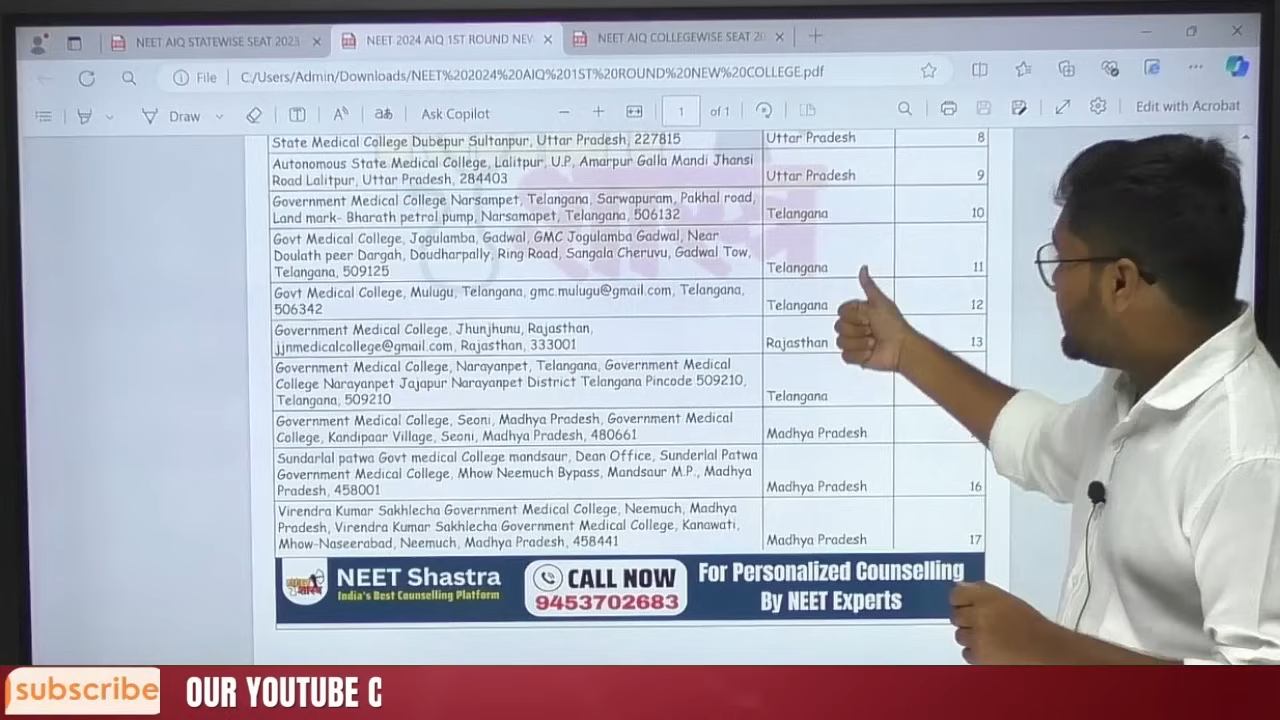 NEET AIQ STATEWISE SEAT 2023
NEET 2024 AIQ 1ST ROUND NEW
NEET AIQ COLLEGEWISE SEAT 20
File
C:/Users/Admin/Downloads/NEET%202024%20AIQ%201ST%20ROUND%20NEW%20COLLEGE.pdf
Draw
Ask Copilot
1
of 1
Edit with Acrobat
State Medical College Dubepur Sultanpur, Uttar Pradesh, 227815
Uttar Pradesh
8
Autonomous State Medical College, Lalitpur, U.P, Amarpur Galla Mandi Jhansi
Road Lalitpur, Uttar Pradesh, 284403
Uttar Pradesh
9
Government Medical College Narsampet, Telangana, Sarwapuram, Pakhal road,
Land mark- Bharath petrol pump, Narsamapet, Telangana, 506132
Telangana
10
Govt Medical College, Jogulamba, Gadwal, GMC Jogulamba Gadwal, Near
Doulath peer Dargah, Doudharpally, Ring Road, Sangala Cheruvu, Gadwal Tow,
Telangana, 509125
Telangana
11
Govt Medical College, Mulugu, Telangana, gmc.mulugu@gmail.com, Telangana,
506342
Telangana
12
Government Medical College, Jhunjhunu, Rajasthan,
jjnmedicalcollege@gmail.com, Rajasthan, 333001
Rajasthan
13
Government Medical College, Narayanpet, Telangana, Government Medical
College Narayanpet Jajapur Narayanpet District Telangana Pincode 509210,
Telangana, 509210
Telangana
Government Medical College, Seoni, Madhya Pradesh, Government Medical
College, Kandipaar Village, Seoni, Madhya Pradesh, 480661
Madhya Pradesh
Sundarlal patwa Govt medical College mandsaur, Dean Office, Sunderlal Patwa
Government Medical College, Mhow Neemuch Bypass, Mandsaur M.P., Madhya
Pradesh, 458001
Madhya Pradesh
16
Virendra Kumar Sakhlecha Government Medical College, Neemuch, Madhya
Pradesh, Virendra Kumar Sakhlecha Government Medical College, Kanawati,
Mhow-Naseerabad, Neemuch, Madhya Pradesh, 458441
Madhya Pradesh
17
NEET Shastra
India's Best Counselling Platform
CALL NOW
9453702683
For Personalized Counselling
By NEET Experts
subscribe
OUR YOUTUBE C